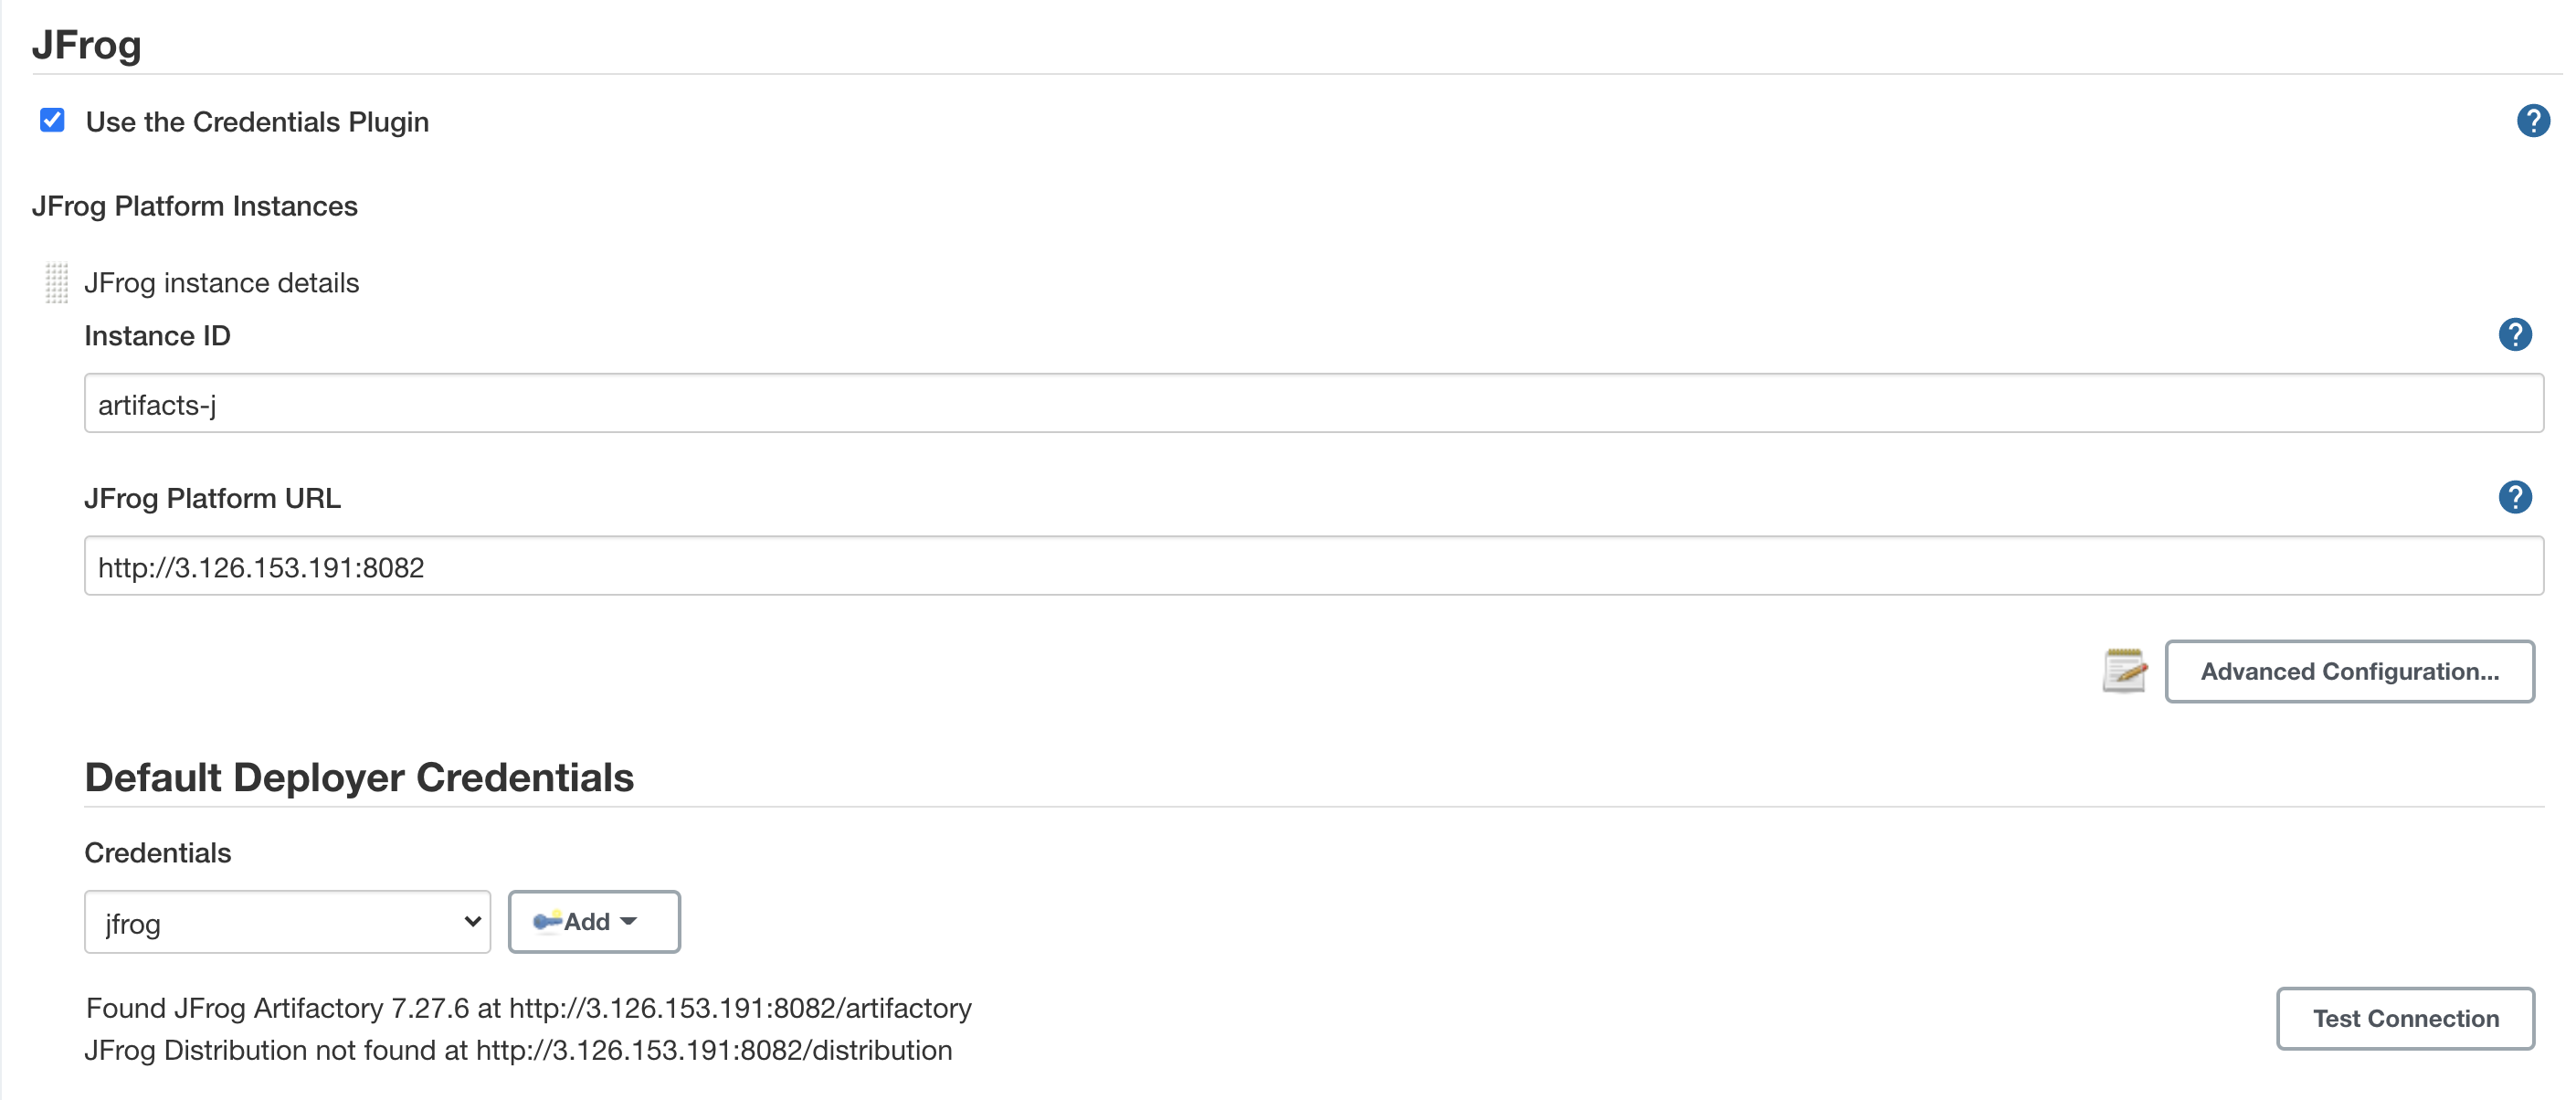 JFrog
Use the Credentials Plugin
?
JFrog Platform Instances
JFrog instance details
Instance ID
?
artifacts-j
JFrog Platform URL
?
http://3.126.153.191:8082
Advanced Configuration...
Default Deployer Credentials
Credentials
jfrog
Add
Found JFrog Artifactory 7.27.6 at http://3.126.153.191:8082/artifactory
Test Connection
JFrog Distribution not found at http://3.126.153.191:8082/distribution